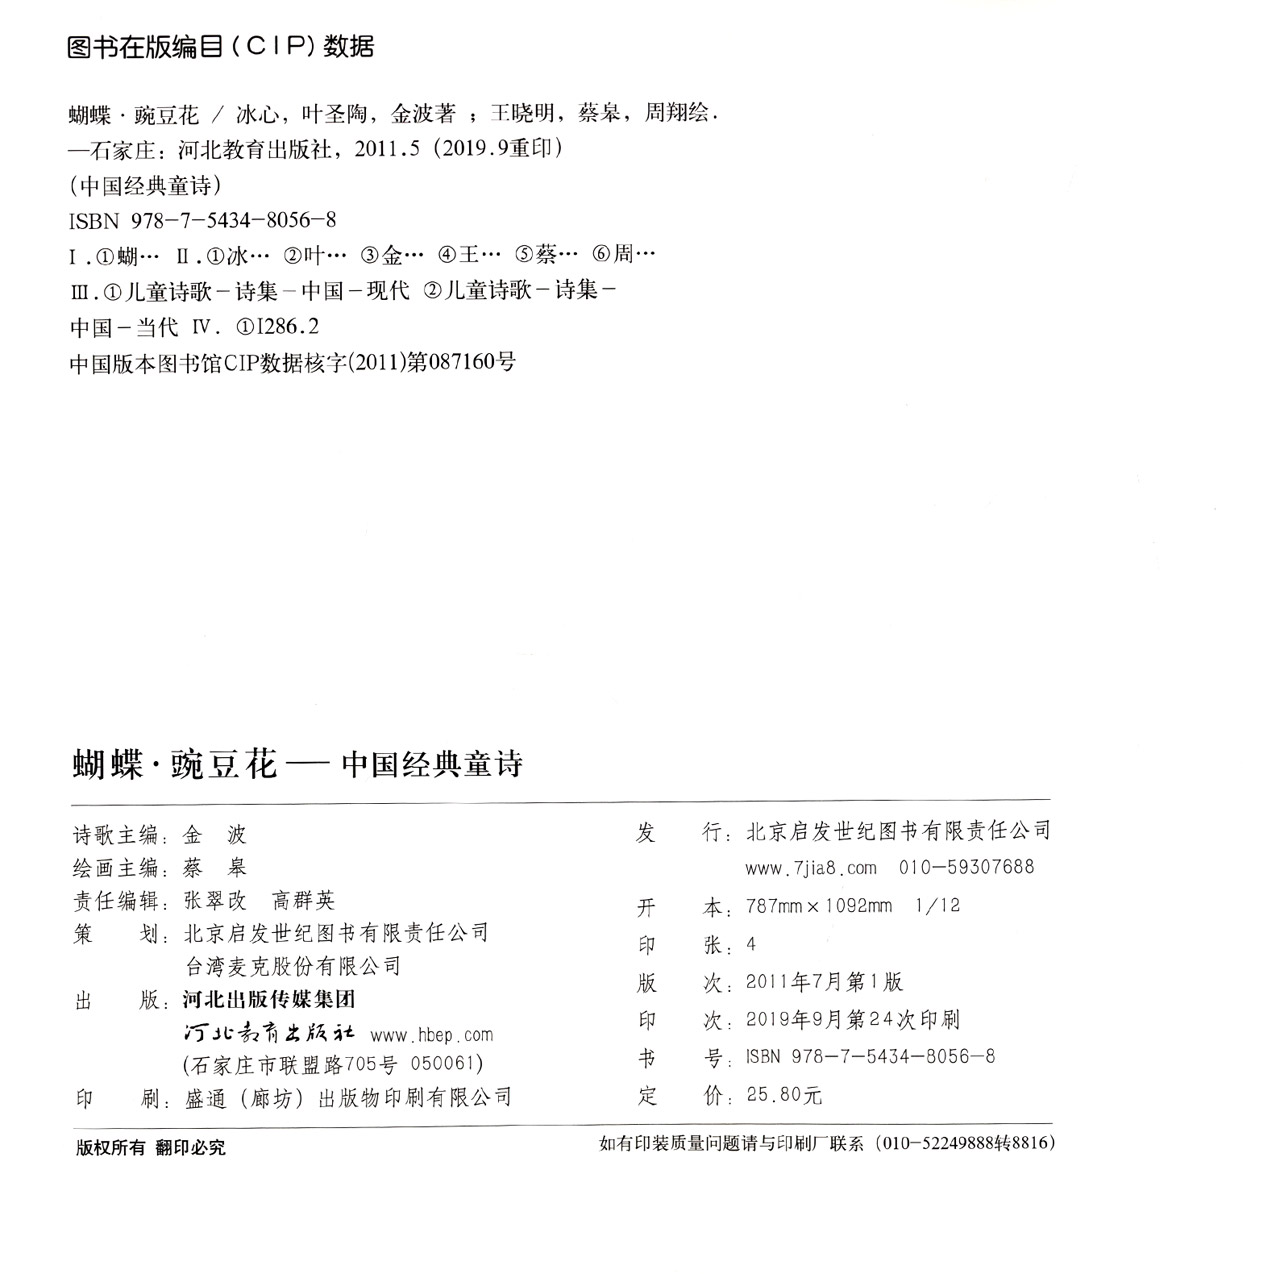 图书在版编目(CIP)数据
蝴蝶·豌豆花 / 冰心, 叶圣陶, 金波著 ; 王晓明, 蔡皋, 周翔绘.
—石家庄: 河北教育出版社, 2011.5 (2019.9重印)
(中国经典童诗)
ISBN 978-7-5434-8056-8
Ⅰ.①蝴… Ⅱ.①冰… ②叶… ③金… ④王… ⑤蔡… ⑥周…
Ⅲ.①儿童诗歌-诗集-中国-现代 ②儿童诗歌-诗集-
中国-当代 Ⅳ. ①I286.2
中国版本图书馆CIP数据核字(2011)第087160号
蝴蝶·豌豆花——中国经典童诗
诗歌主编: 金 波
绘画主编: 蔡 皋
责任编辑: 张翠改 高群英
策 划: 北京启发世纪图书有限责任公司
台湾麦克股份有限公司
出 版: 河北出版传媒集团
河北教育出版社 www.hbep.com
(石家庄市联盟路705号 050061)
印 刷: 盛通（廊坊）出版物印刷有限公司
发 行: 北京启发世纪图书有限责任公司
www.7jia8.com 010-59307688
开 本: 787mm×1092mm 1/12
印 张: 4
版 次: 2011年7月第1版
印 次: 2019年9月第24次印刷
书 号: ISBN 978-7-5434-8056-8
定 价: 25.80元
版权所有 翻印必究
如有印装质量问题请与印刷厂联系（010-52249888转8816）